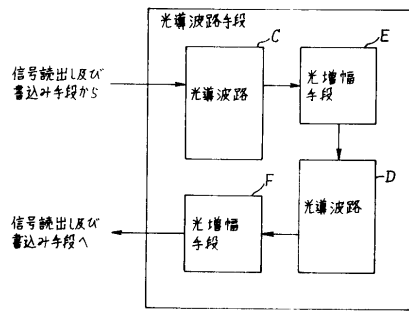 光導波路手段
C
E
信号読出し及び
書込み手段から
光導波路
光増幅
手段
F
D
信号読出し及び
書込み手段へ
光増幅
手段
光導波路